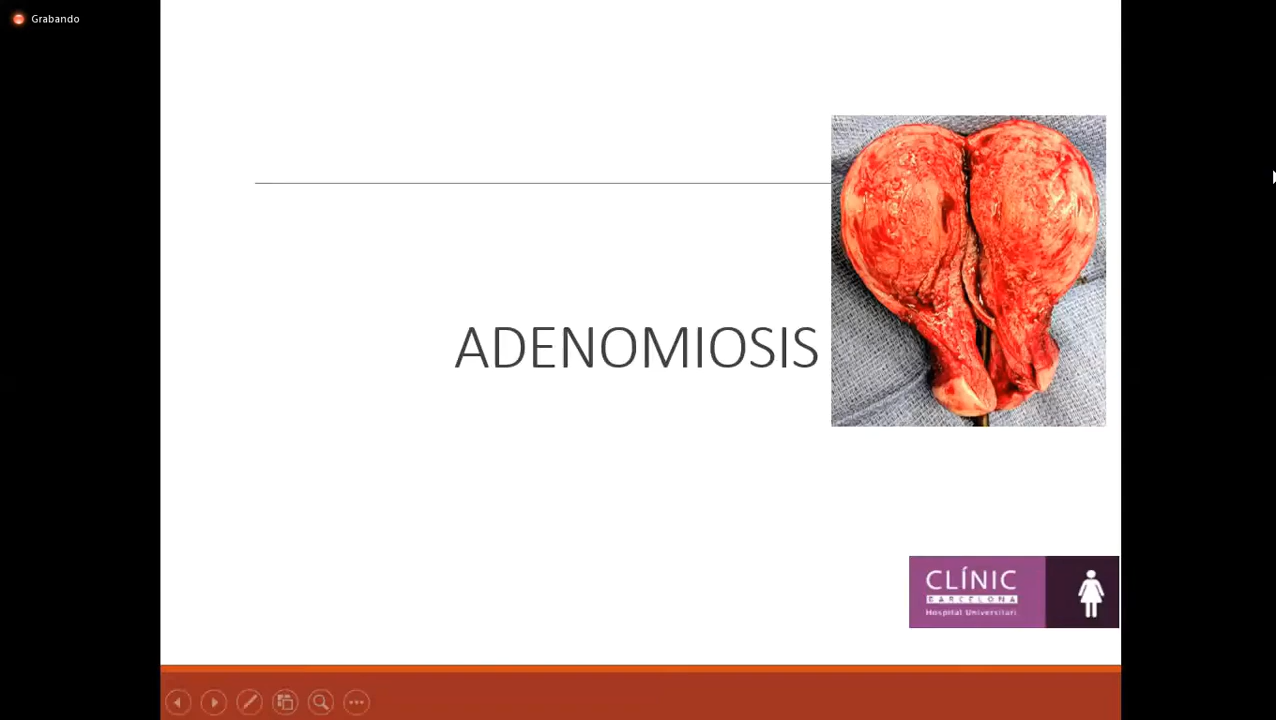 Grabando
ADENOMIOSIS
CLÍNIC
BARCELONA
Hospital Universitari